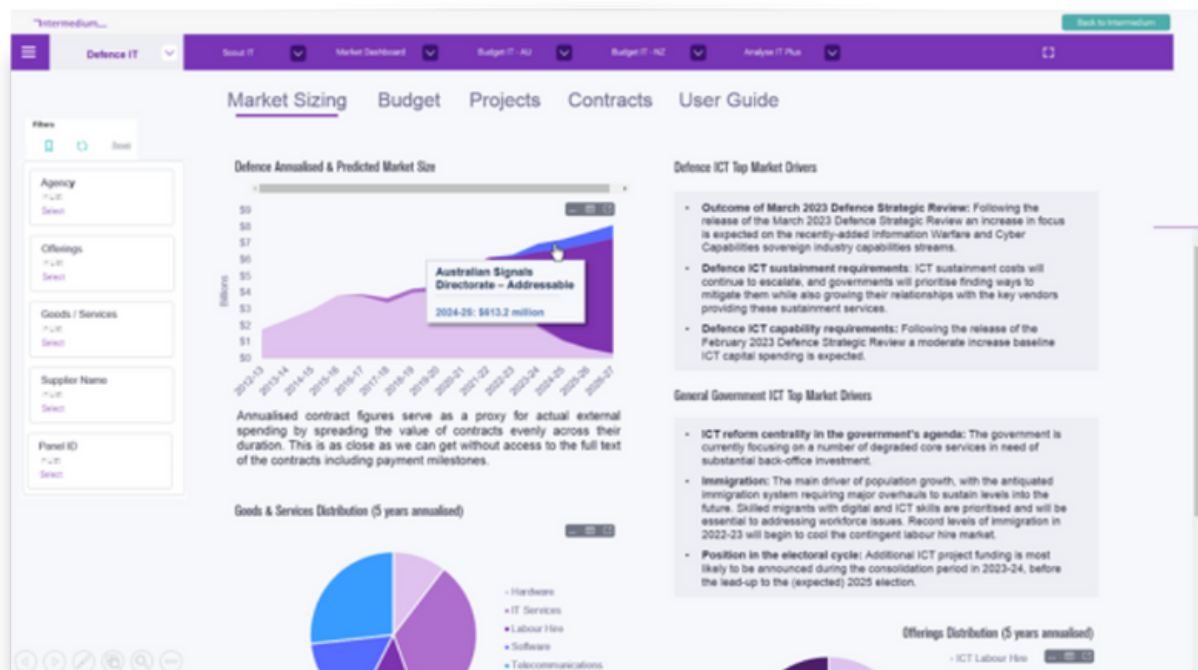 "Intermedium_
Back to Intermedium
Defence IT
Scout IT
Market Dashboard
Budget IT - AU
Budget IT - NZ
Analyse IT Plus
Market Sizing
Budget
Projects
Contracts
User Guide
Filters
Reset
Agency
Select
Offerings
Select
Goods / Services
Select
Supplier Name
Select
Panel ID
Select
Defence Annualised & Predicted Market Size
Billions
$9
$8
$7
$6
$5
$4
$3
$2
$1
$0
2012-13
2013-14
2014-15
2015-16
2016-17
2017-18
2018-19
2019-20
2020-21
2021-22
2022-23
2023-24
2024-25
2025-26
2026-27
Australian Signals
Directorate – Addressable
2024-25: $613.2 million
Annualised contract figures serve as a proxy for actual external
spending by spreading the value of contracts evenly across their
duration. This is as close as we can get without access to the full text
of the contracts including payment milestones.
Goods & Services Distribution (5 years annualised)
Hardware
IT Services
Labour Hire
Software
Telecommunications
Defence ICT Top Market Drivers
• Outcome of March 2023 Defence Strategic Review: Following the
release of the March 2023 Defence Strategic Review an increase in focus
is expected on the recently-added Information Warfare and Cyber
Capabilities sovereign industry capabilities streams.
• Defence ICT sustainment requirements: ICT sustainment costs will
continue to escalate, and governments will prioritise finding ways to
mitigate them while also growing their relationships with the key vendors
providing these sustainment services.
• Defence ICT capability requirements: Following the release of the
February 2023 Defence Strategic Review a moderate increase baseline
ICT capital spending is expected.
General Government ICT Top Market Drivers
• ICT reform centrality in the government's agenda: The government is
currently focusing on a number of degraded core services in need of
substantial back-office investment.
• Immigration: The main driver of population growth, with the antiquated
immigration system requiring major overhauls to sustain levels into the
future. Skilled migrants with digital and ICT skills are prioritised and will be
essential to addressing workforce issues. Record levels of immigration in
2022-23 will begin to cool the contingent labour hire market.
• Position in the electoral cycle: Additional ICT project funding is most
likely to be announced during the consolidation period in 2023-24, before
the lead-up to the (expected) 2025 election.
Offerings Distribution (5 years annualised)
ICT Labour Hire